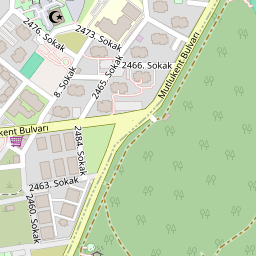 2476. Sokak
2473. Sokak
2466. Sokak
8. Sokak
2465. Sokak
Mutlukent Bulvarı
kent Bulvarı
2484. Sokak
2463. Sokak
2460. Sokak